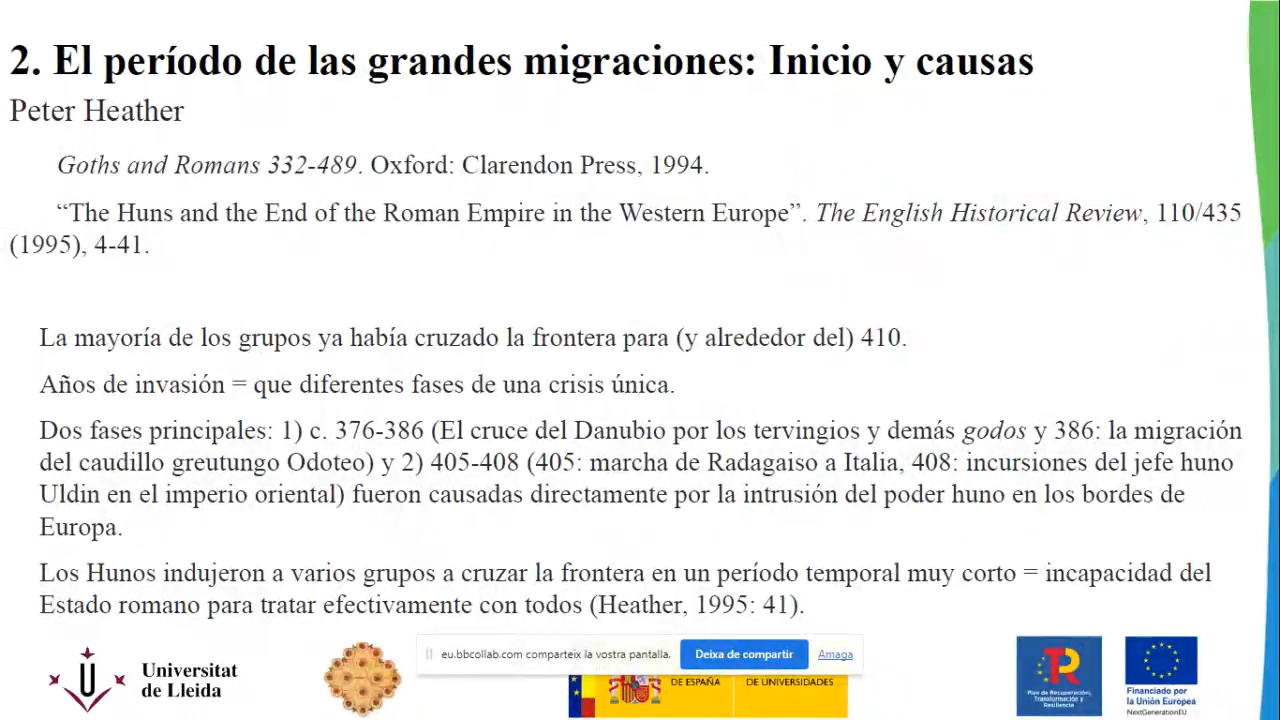 2. El período de las grandes migraciones: Inicio y causas
Peter Heather
Goths and Romans 332-489. Oxford: Clarendon Press, 1994.
“The Huns and the End of the Roman Empire in the Western Europe”. The English Historical Review, 110/435
(1995), 4-41.
La mayoría de los grupos ya había cruzado la frontera para (y alrededor del) 410.
Años de invasión = que diferentes fases de una crisis única.
Dos fases principales: 1) c. 376-386 (El cruce del Danubio por los tervingios y demás godos y 386: la migración
del caudillo greutungo Odoteo) y 2) 405-408 (405: marcha de Radagaiso a Italia, 408: incursiones del jefe huno
Uldin en el imperio oriental) fueron causadas directamente por la intrusión del poder huno en los bordes de
Europa.
Los Hunos indujeron a varios grupos a cruzar la frontera en un período temporal muy corto = incapacidad del
Estado romano para tratar efectivamente con todos (Heather, 1995: 41).
Universitat
de Lleida
eu.bbcollab.com comparteix la vostra pantalla.
Deixa de compartir
Amaga
DE ESPAÑA
DE UNIVERSIDADES
Plan de Recuperación,
Transformación y
Resiliencia
Financiado por
la Unión Europea
NextGenerationEU